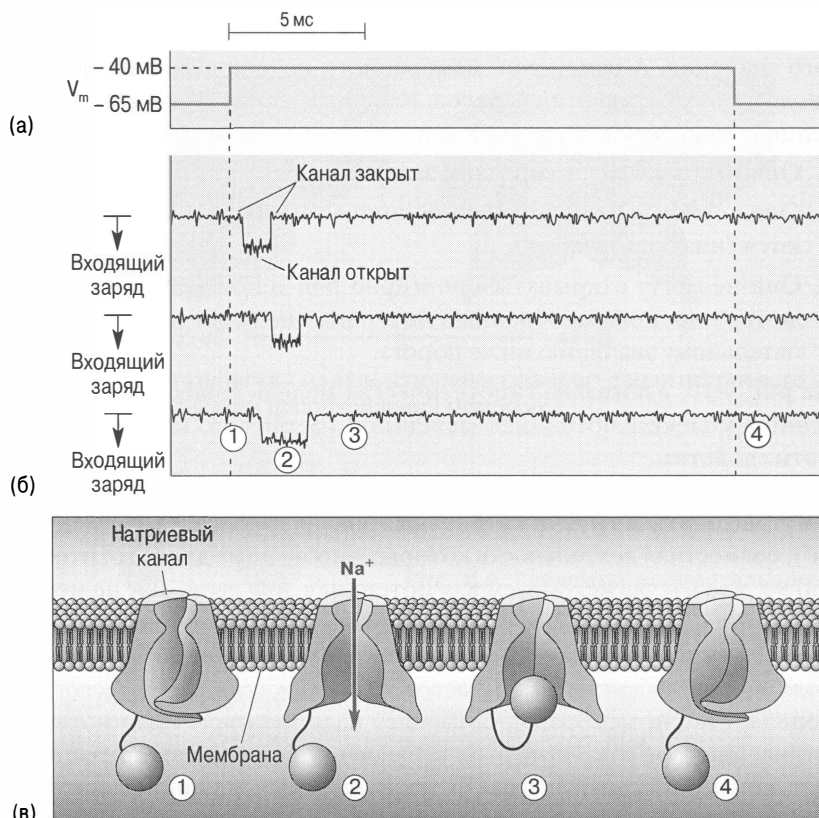 5 мс
– 40 мВ
Vm
– 65 мВ
(а)
Канал закрыт
Входящий
заряд
Канал открыт
Входящий
заряд
1
2
3
4
Входящий
заряд
(б)
Натриевый
канал
Na+
Мембрана
1
2
3
4
(в)